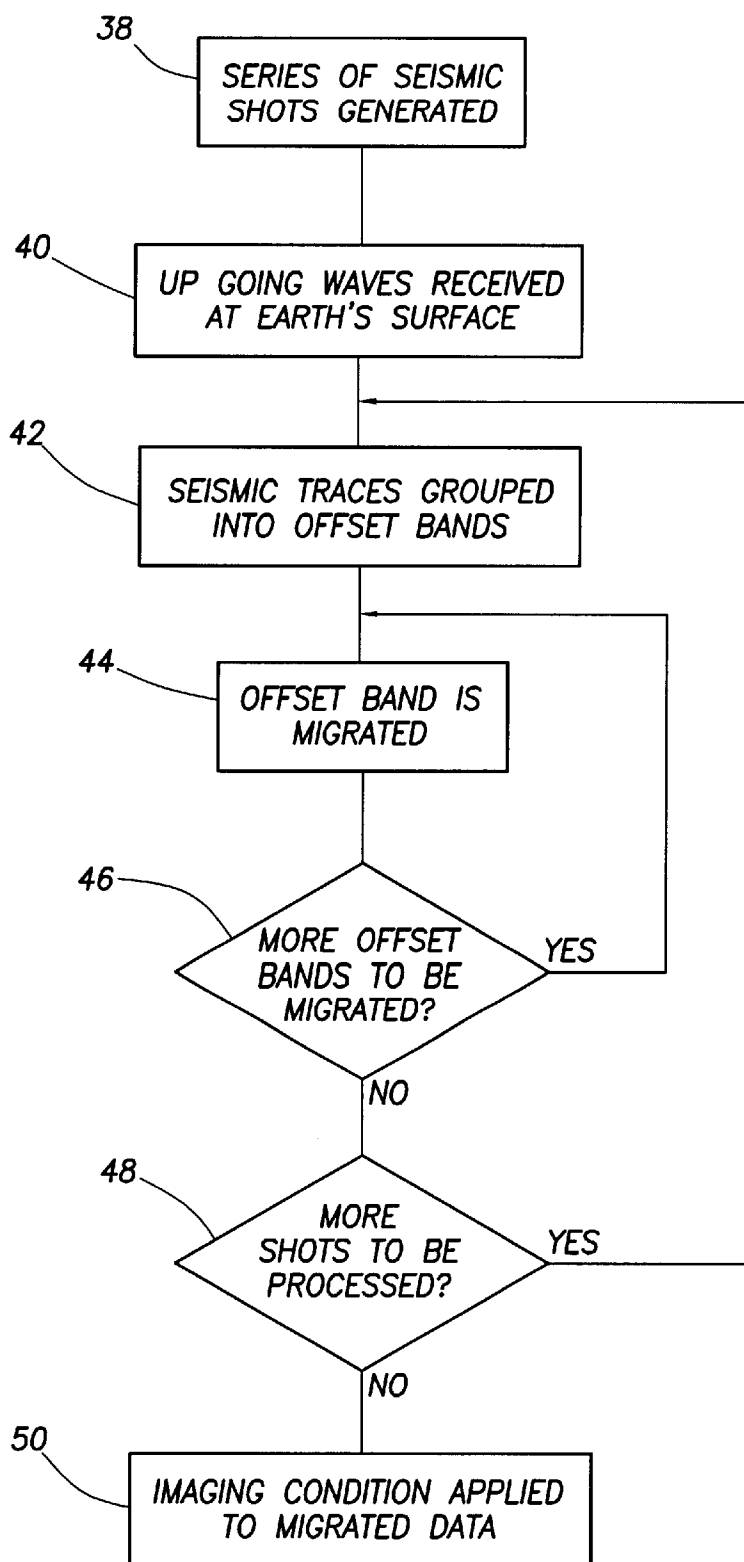 38
SERIES OF SEISMIC
SHOTS GENERATED
40
UP GOING WAVES RECEIVED
AT EARTH'S SURFACE
42
SEISMIC TRACES GROUPED
INTO OFFSET BANDS
44
OFFSET BAND IS
MIGRATED
46
MORE OFFSET
BANDS TO BE
MIGRATED?
YES
NO
48
MORE
SHOTS TO BE
PROCESSED?
YES
NO
50
IMAGING CONDITION APPLIED
TO MIGRATED DATA